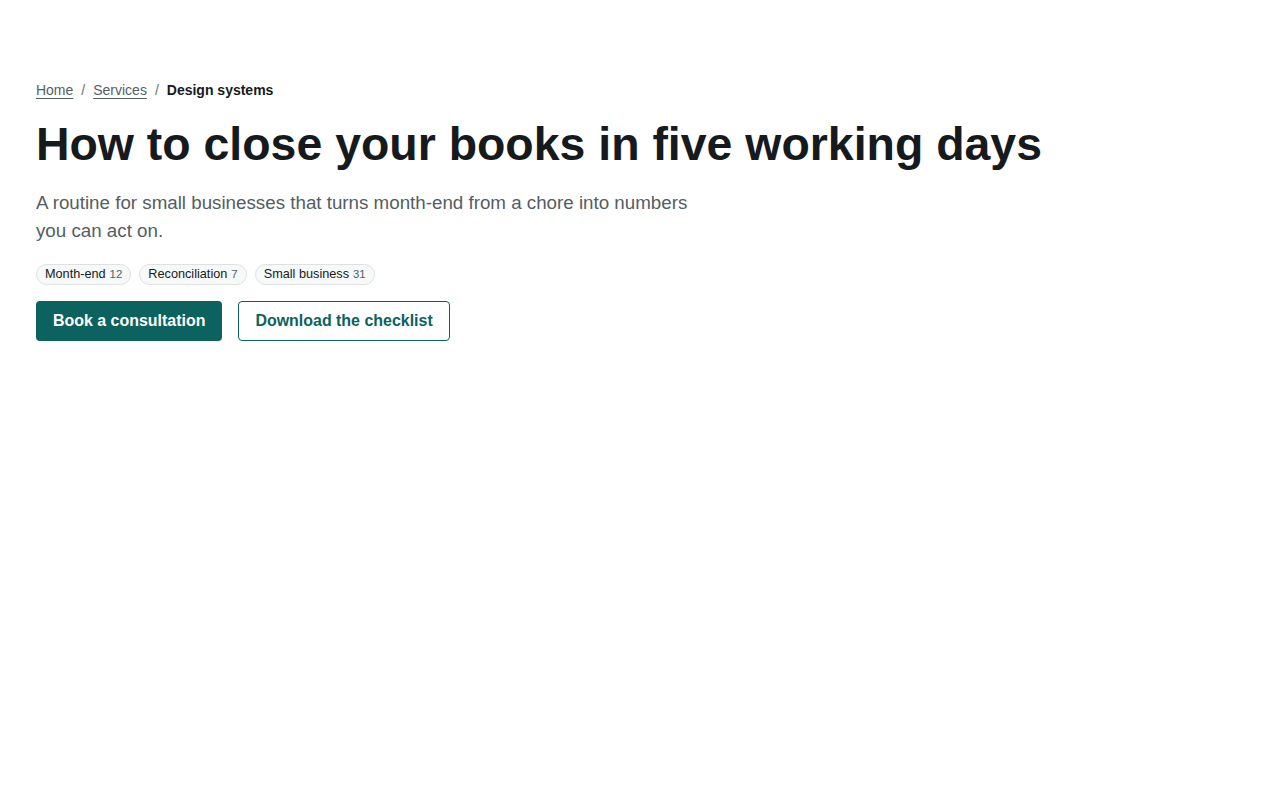 Home / Services / Design systems
How to close your books in five working days
A routine for small businesses that turns month-end from a chore into numbers
you can act on.
Month-end 12 Reconciliation 7 Small business 31
Book a consultation Download the checklist